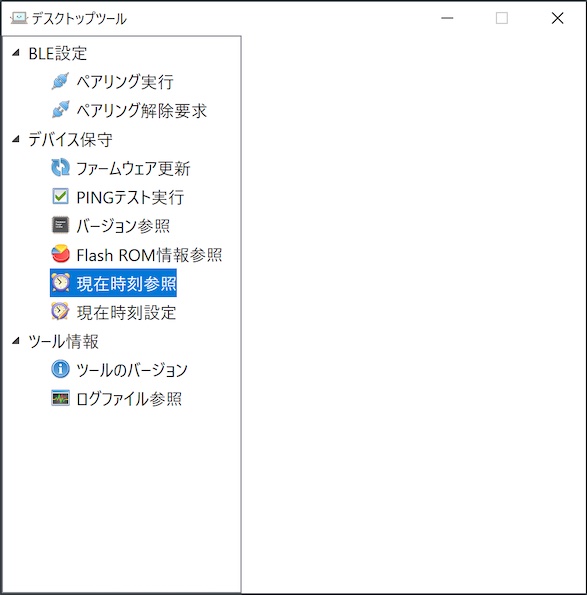 デスクトップツール
BLE設定
ペアリング実行
ペアリング解除要求
デバイス保守
ファームウェア更新
PINGテスト実行
バージョン参照
Flash ROM情報参照
現在時刻参照
現在時刻設定
ツール情報
ツールのバージョン
ログファイル参照